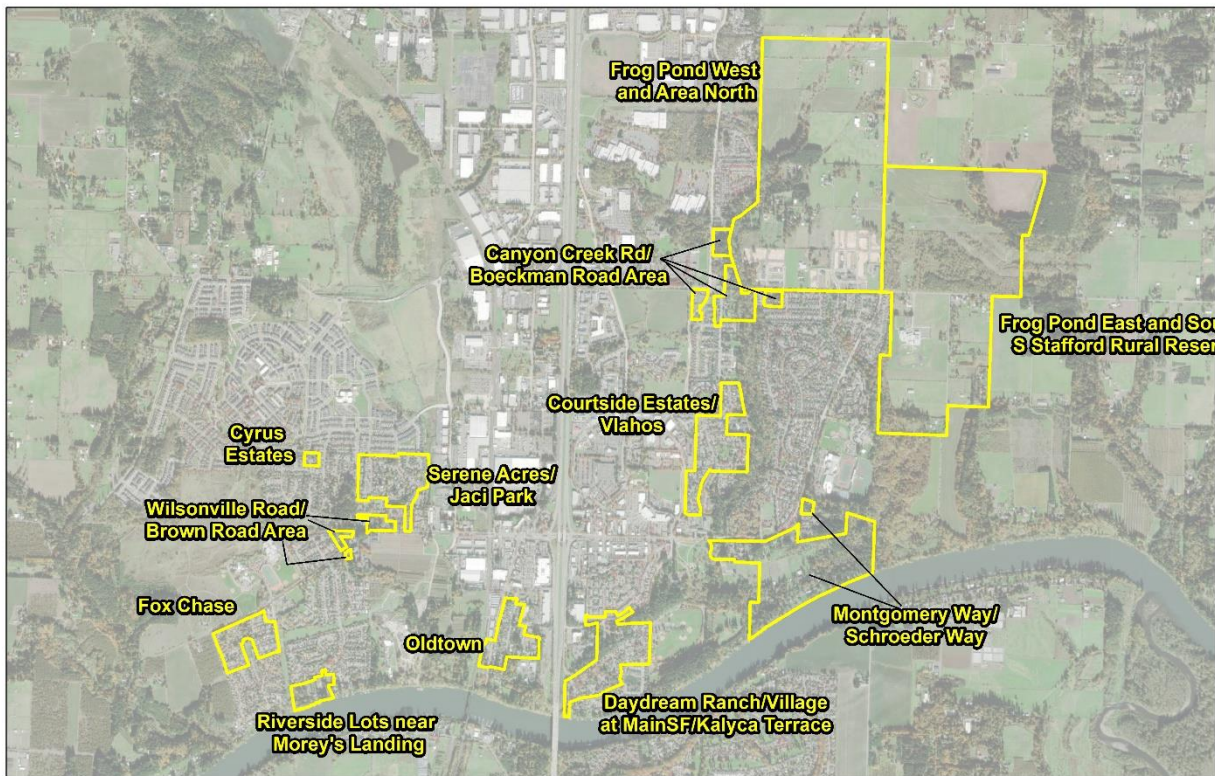 Frog Pond West
and Area North
Canyon Creek Rd/
Boeckman Road Area
Frog Pond East and Sou
S Stafford Rural Reser
Courtside Estates/
Vlahos
Cyrus
Estates
Serene Acres/
Jaci Park
Wilsonville Road/
Brown Road Area
Fox Chase
Oldtown
Montgomery Way/
Schroeder Way
Riverside Lots near
Morey's Landing
Daydream Ranch/Village
at MainSF/Kalyca Terrace